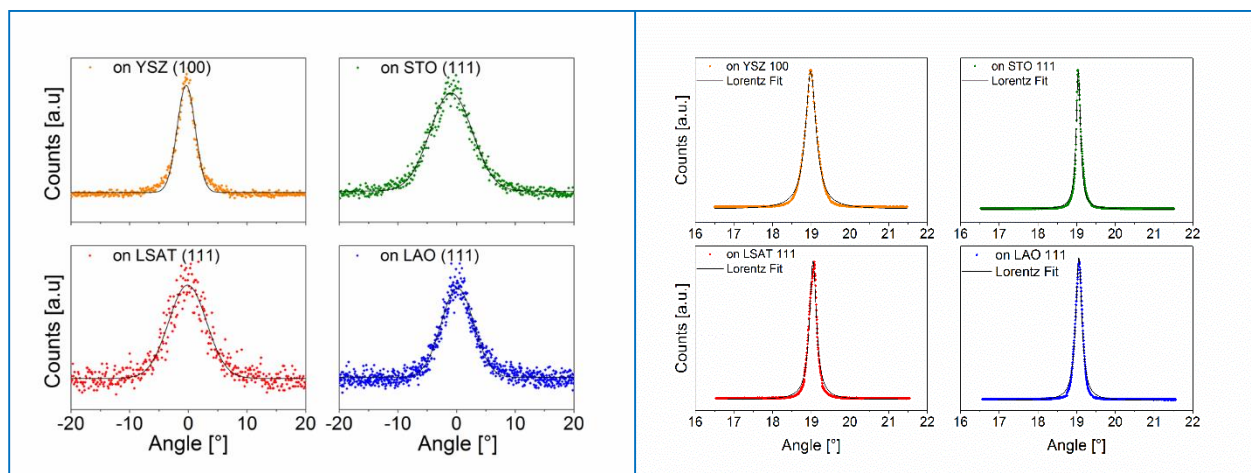 on YSZ (100)
Counts [a.u]
on STO (111)
on LSAT (111)
Counts [a.u]
-20 -10 0 10 20
Angle [°]
on LAO (111)
-20 -10 0 10 20
Angle [°]
on YSZ 100
Lorentz Fit
Counts [a.u.]
16 17 18 19 20 21 22
on STO 111
Lorentz Fit
16 17 18 19 20 21 22
on LSAT 111
Lorentz Fit
Counts [a.u.]
16 17 18 19 20 21 22
Angle [°]
on LAO 111
Lorentz Fit
16 17 18 19 20 21 22
Angle [°]